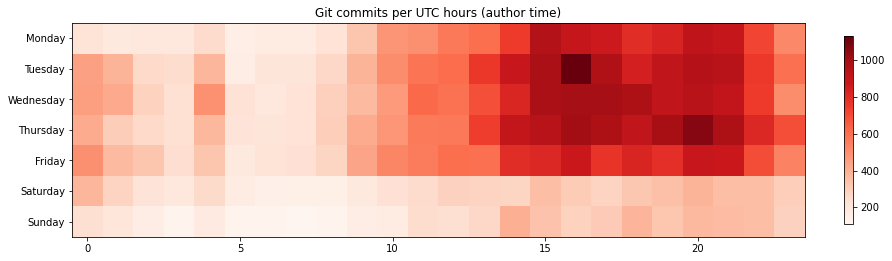 Git commits per UTC hours (author time)
Monday
Tuesday
Wednesday
Thursday
Friday
Saturday
Sunday
0 5 10 15 20
1000
800
600
400
200